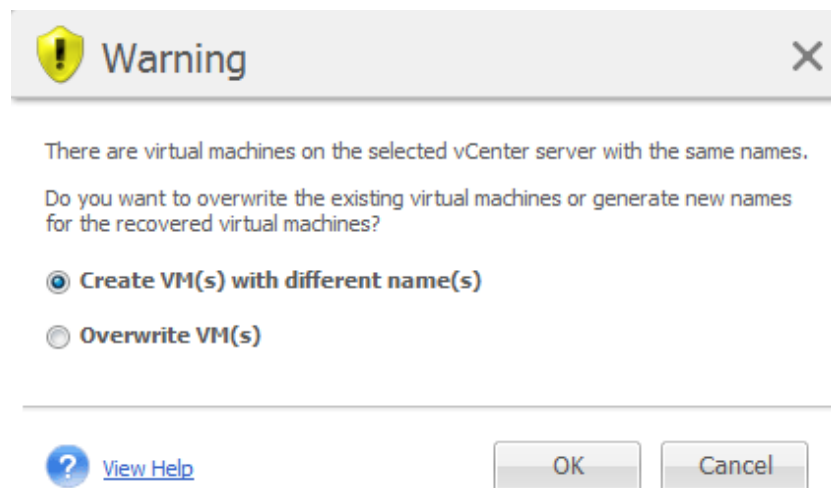 Warning
There are virtual machines on the selected vCenter server with the same names.
Do you want to overwrite the existing virtual machines or generate new names
for the recovered virtual machines?
Create VM(s) with different name(s)
Overwrite VM(s)
View Help
OK
Cancel